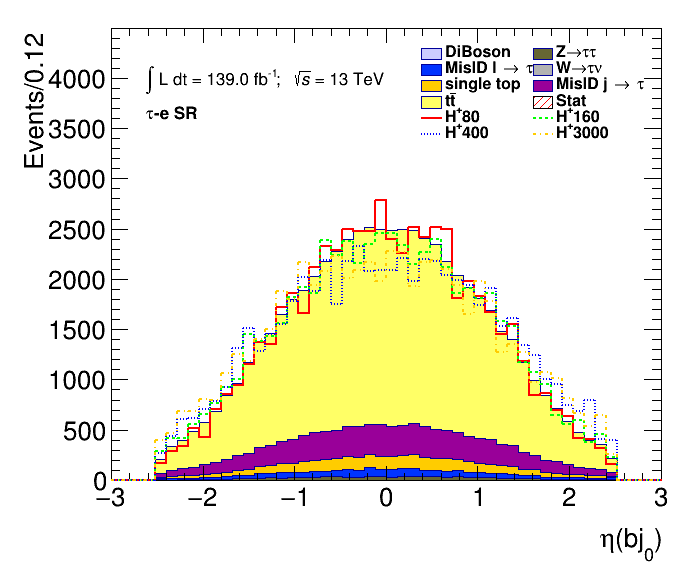 Events/0.12
∫ L dt = 139.0 fb⁻¹; √s = 13 TeV
τ-e SR
DiBoson Z→ττ
MisID l → τ W→τν
single top MisID j → τ
tt̄ Stat
H⁺80 H⁺160
H⁺400 H⁺3000
4000
3500
3000
2500
2000
1500
1000
500
0
−3 −2 −1 0 1 2 3
η(bj₀)